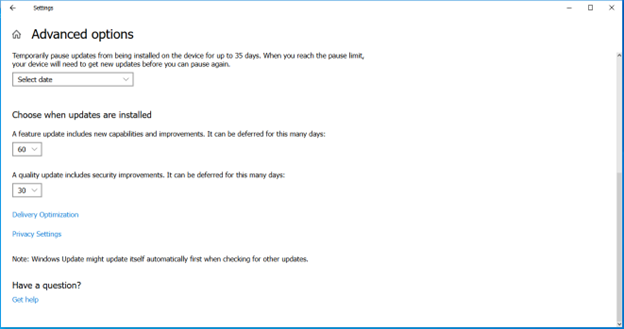 Settings
Advanced options
Temporarily pause updates from being installed on the device for up to 35 days. When you reach the pause limit,
your device will need to get new updates before you can pause again.
Select date
Choose when updates are installed
A feature update includes new capabilities and improvements. It can be deferred for this many days:
60
A quality update includes security improvements. It can be deferred for this many days:
30
Delivery Optimization
Privacy Settings
Note: Windows Update might update itself automatically first when checking for other updates.
Have a question?
Get help